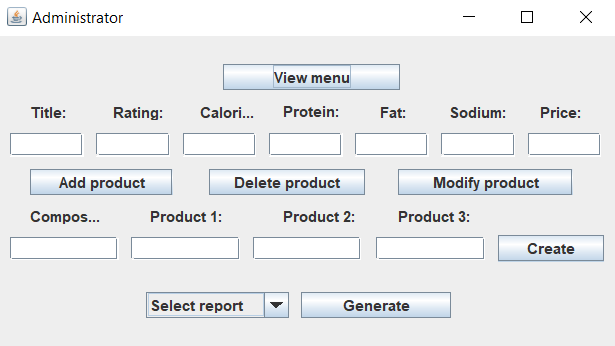 Administrator
View menu
Title: Rating: Calori... Protein: Fat: Sodium: Price:
Add product Delete product Modify product
Compos... Product 1: Product 2: Product 3:
Create
Select report Generate